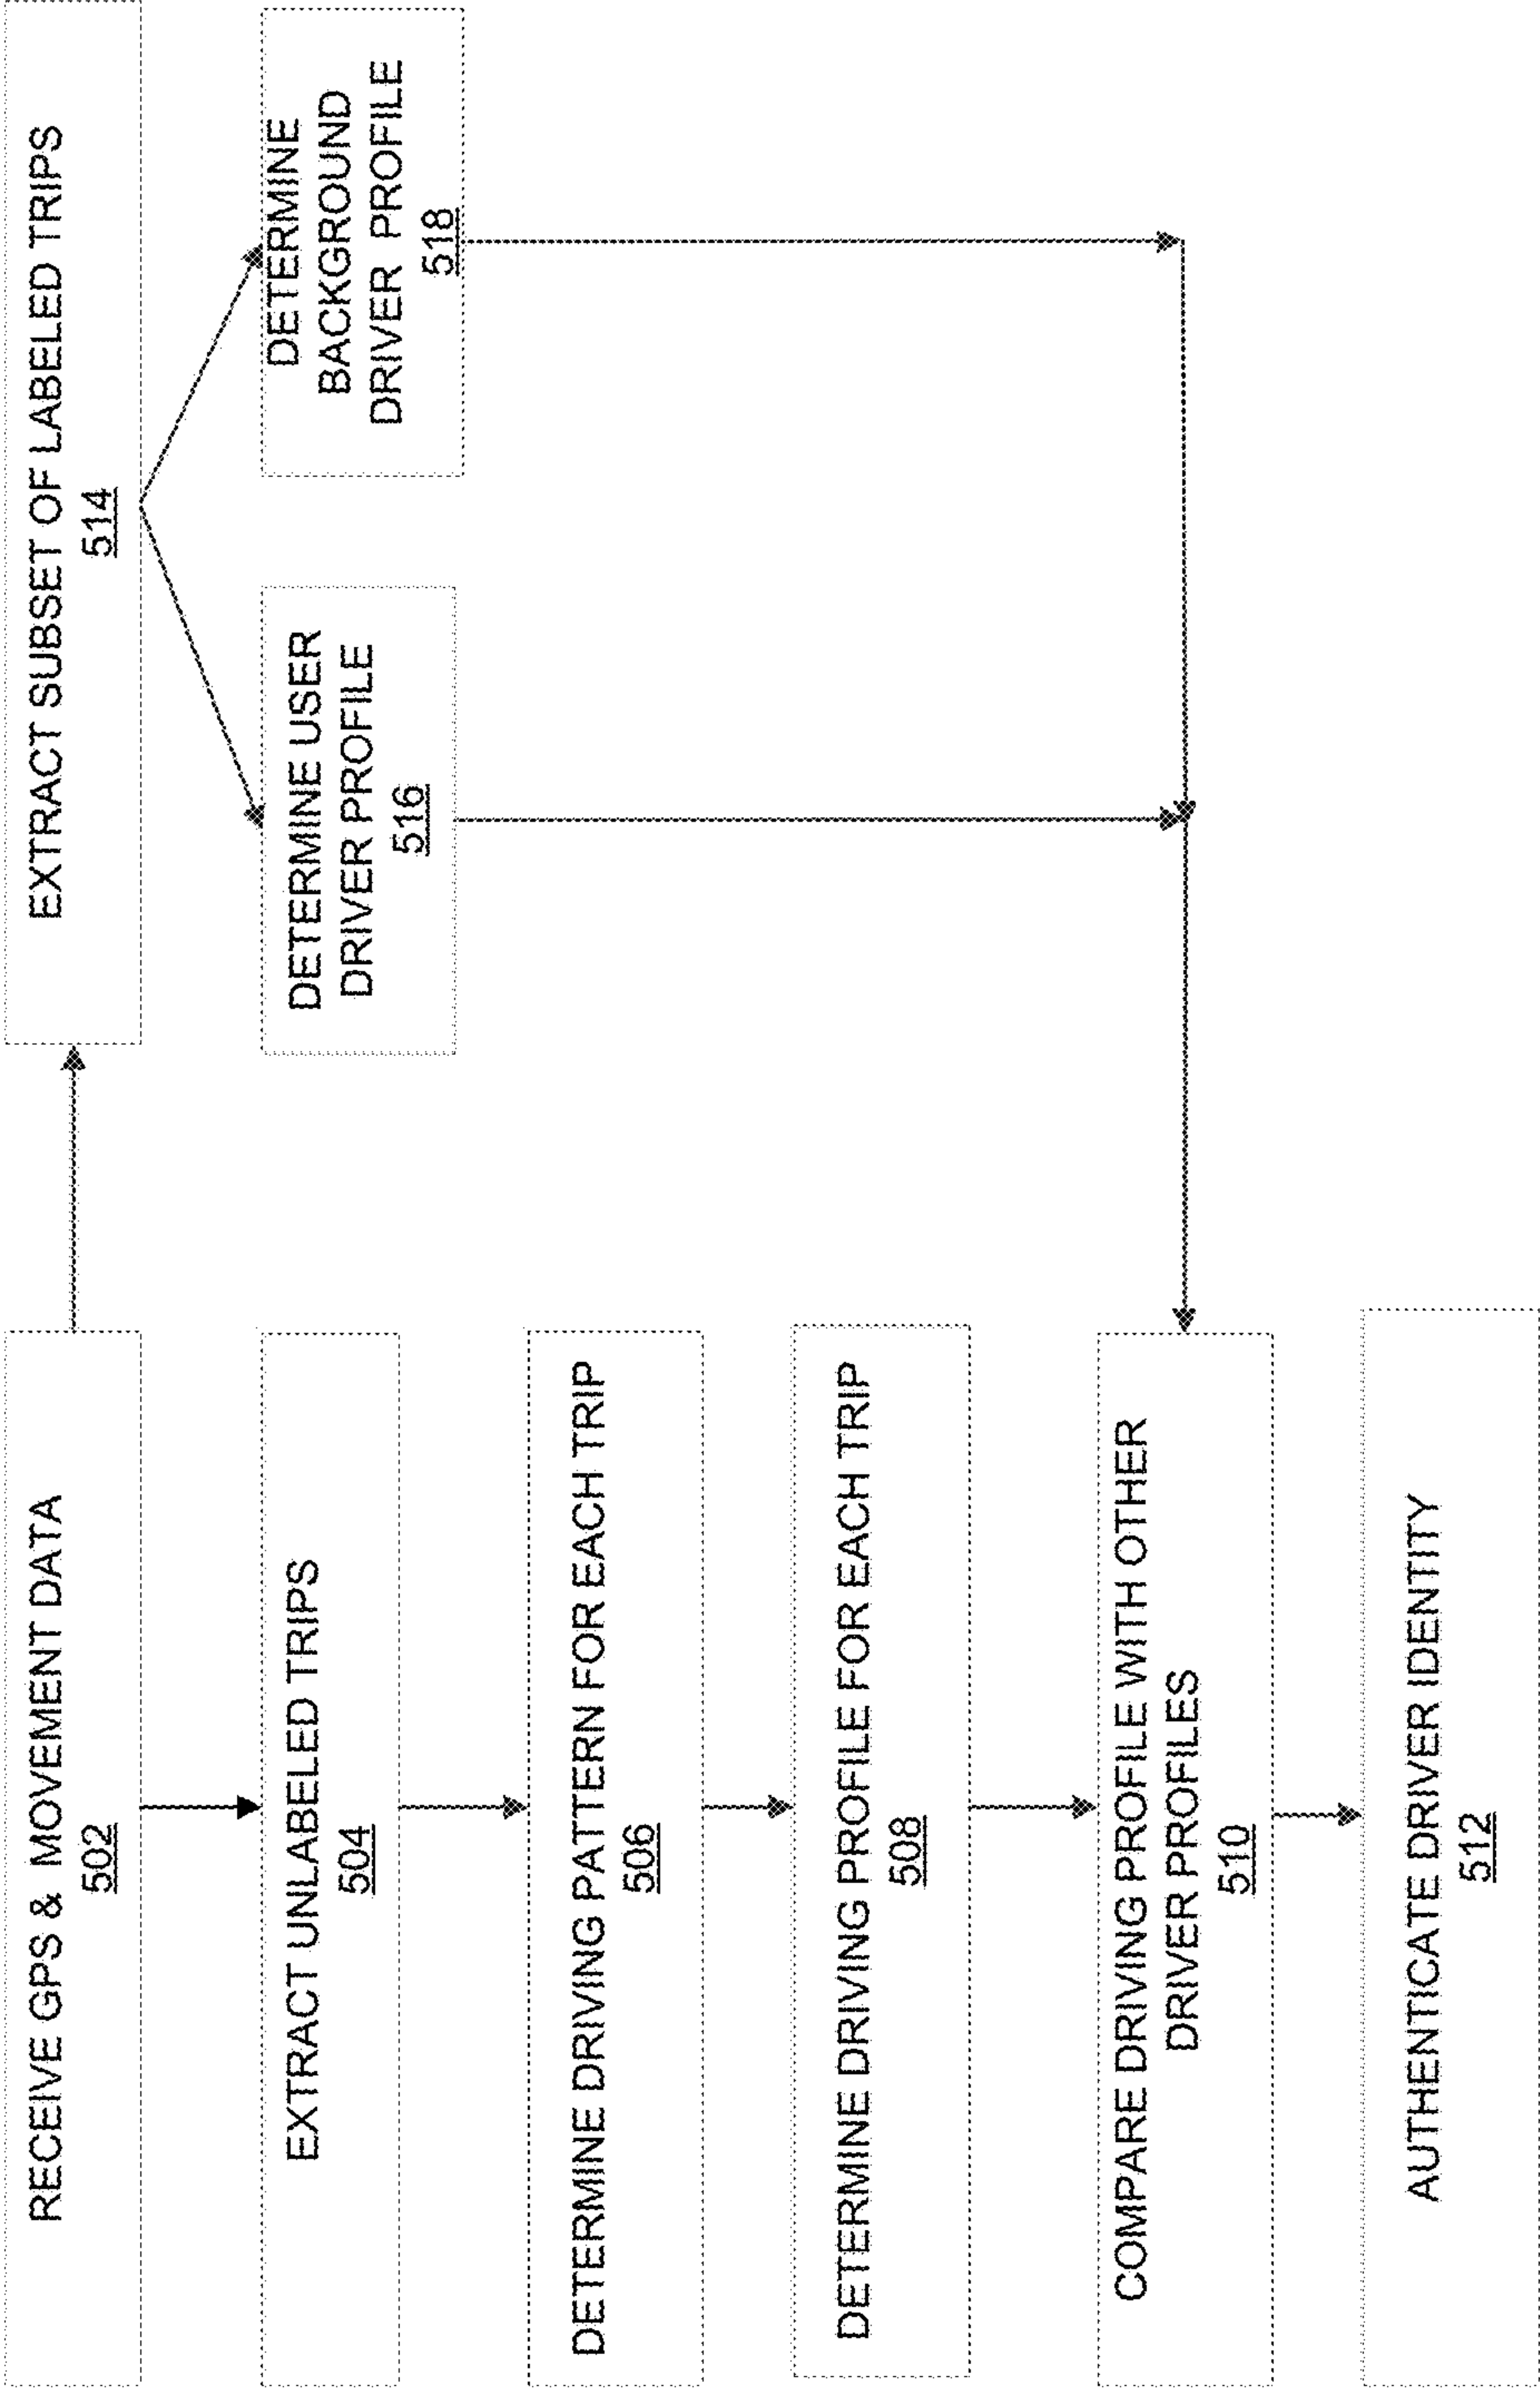 RECEIVE GPS & MOVEMENT DATA
502
EXTRACT UNLABELED TRIPS
504
DETERMINE DRIVING PATTERN FOR EACH TRIP
506
DETERMINE DRIVING PROFILE FOR EACH TRIP
508
COMPARE DRIVING PROFILE WITH OTHER
DRIVER PROFILES
510
AUTHENTICATE DRIVER IDENTITY
512
EXTRACT SUBSET OF LABELED TRIPS
514
DETERMINE USER
DRIVER PROFILE
516
DETERMINE
BACKGROUND
DRIVER PROFILE
518